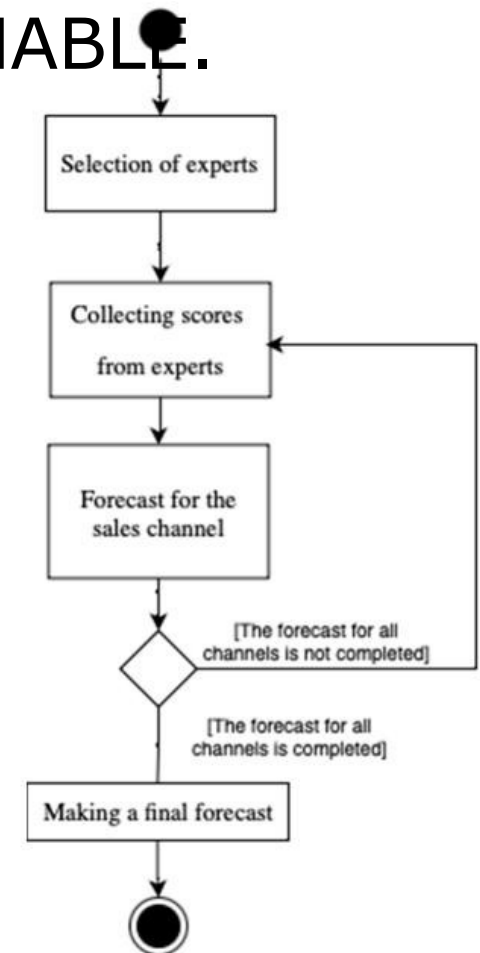 Selection of experts
Collecting scores
from experts
Forecast for the
sales channel
[The forecast for all
channels is not completed]
[The forecast for all
channels is completed]
Making a final forecast